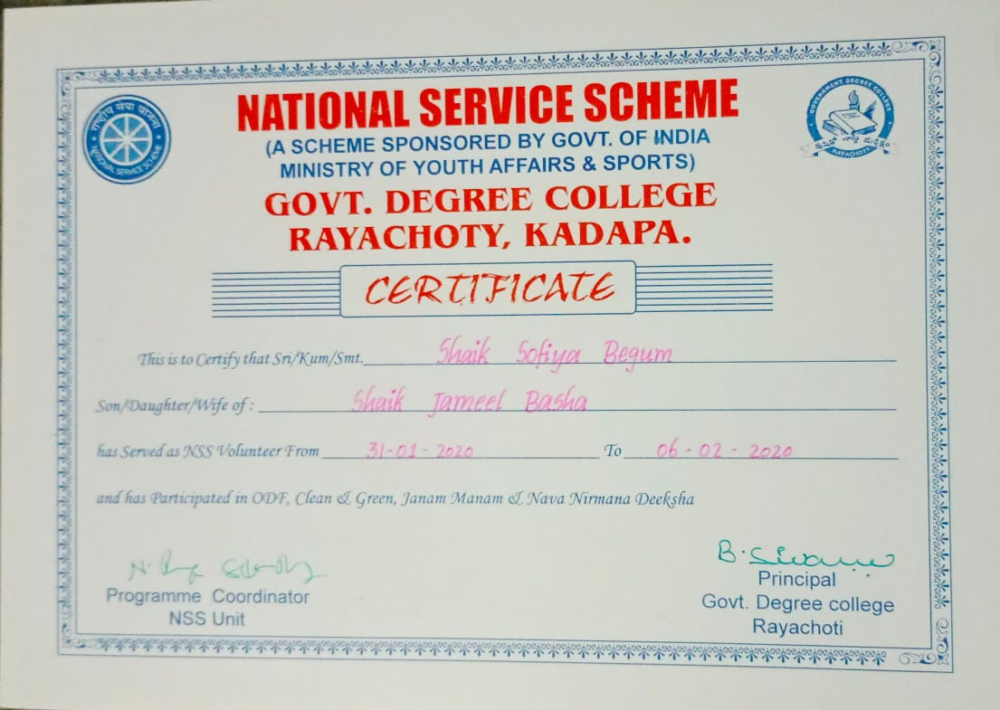 राष्ट्रीय सेवा योजना
NATIONAL SERVICE SCHEME
NATIONAL SERVICE SCHEME
(A SCHEME SPONSORED BY GOVT. OF INDIA
MINISTRY OF YOUTH AFFAIRS & SPORTS)
GOVERNMENT DEGREE COLLEGE
RAYACHOTY
GOVT. DEGREE COLLEGE
RAYACHOTY, KADAPA.
CERTIFICATE
This is to Certify that Sri/Kum/Smt. Shaik Sofiya Begum
Son/Daughter/Wife of : Shaik Jameel Basha
has Served as NSS Volunteer From 31-01-2020 To 06-02-2020
and has Participated in ODF, Clean & Green, Janam Manam & Nava Nirmana Deeksha
Programme Coordinator
NSS Unit
Principal
Govt. Degree college
Rayachoti